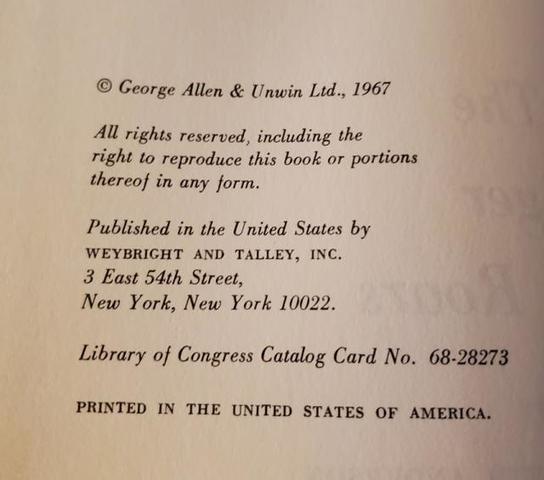 © George Allen & Unwin Ltd., 1967
All rights reserved, including the
right to reproduce this book or portions
thereof in any form.
Published in the United States by
WEYBRIGHT AND TALLEY, INC.
3 East 54th Street,
New York, New York 10022.
Library of Congress Catalog Card No. 68-28273
PRINTED IN THE UNITED STATES OF AMERICA.